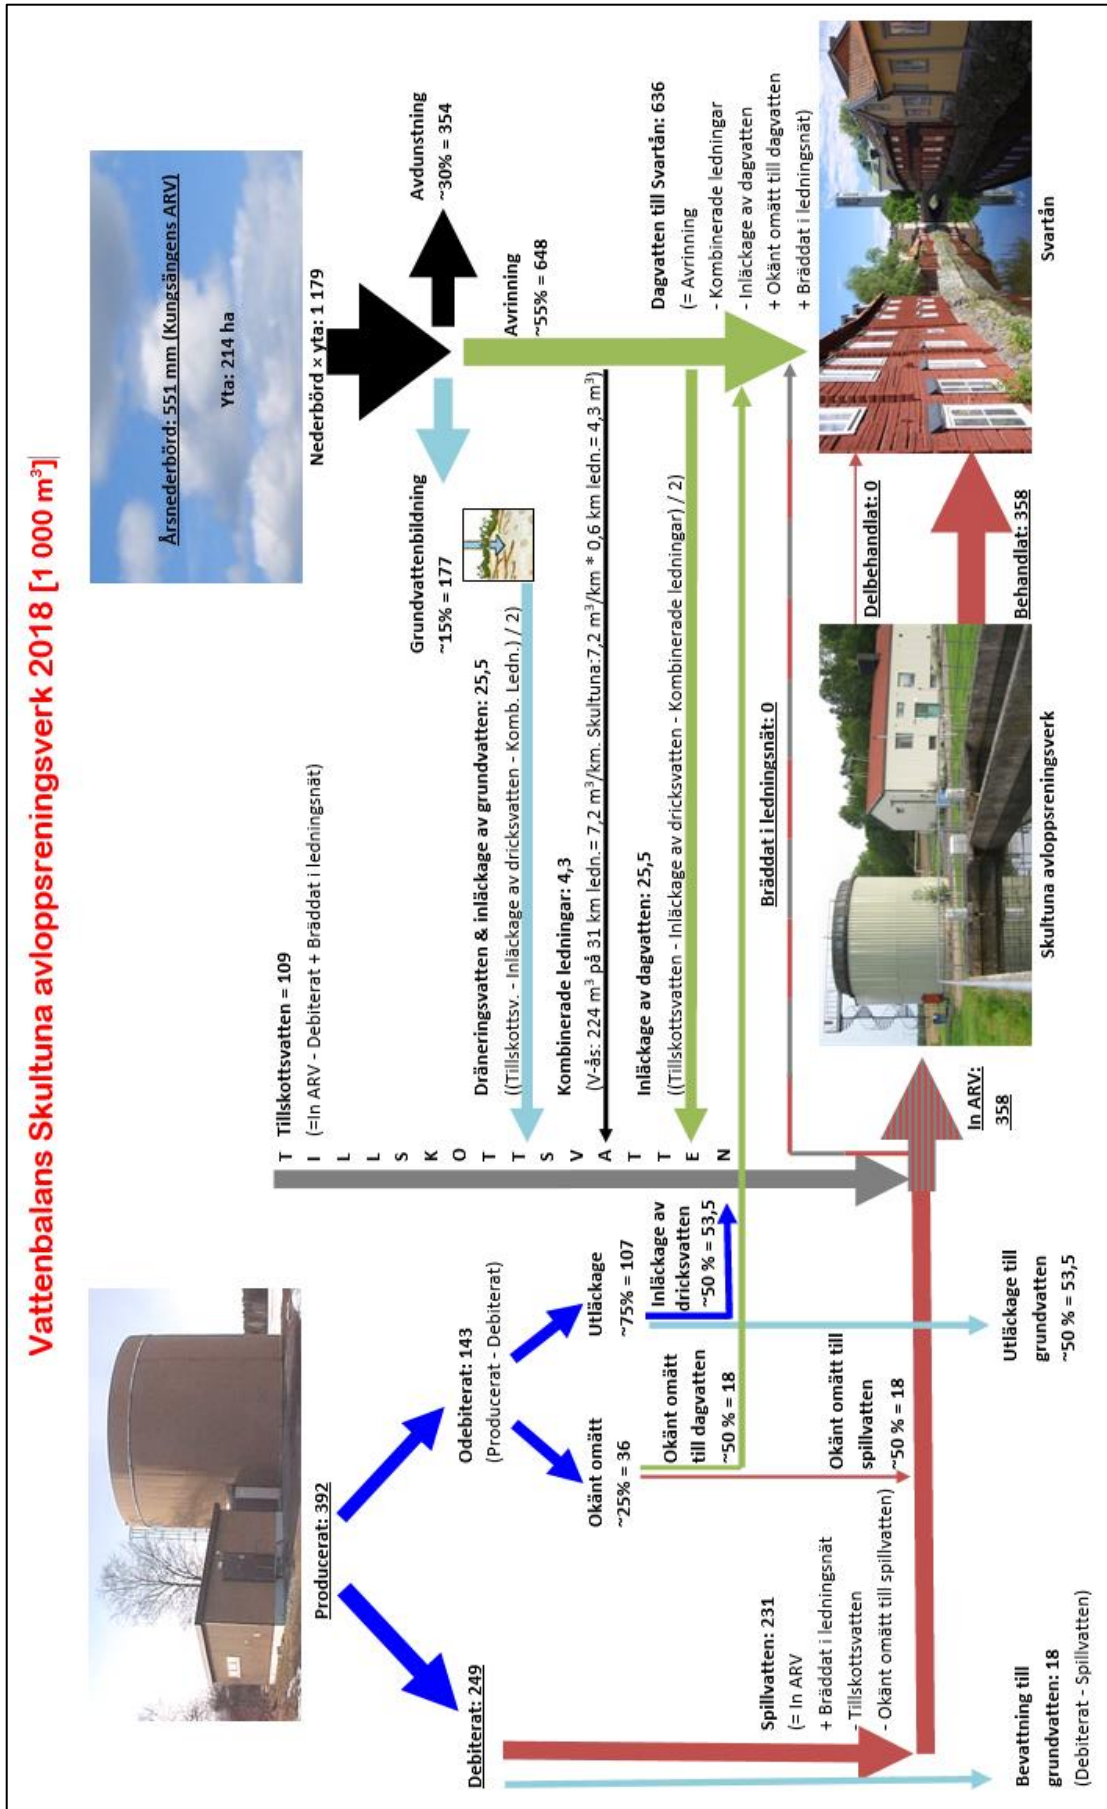 Vattenbalans Skultuna avloppsreningsverk 2018 [1 000 m³]
Producerat: 392
Debiterat: 249
Odebiterat: 143
(Producerat - Debiterat)
Okänt omätt
~25% = 36
Utläckage
~75% = 107
Okänt omätt
till dagvatten
~50 % = 18
Inläckage av
dricksvatten
~50 % = 53,5
Spillvatten: 231
(= In ARV
+ Bräddat i ledningsnät
- Tillskottsvatten
- Okänt omätt till spillvatten)
Okänt omätt till
spillvatten
~50 % = 18
Bevattning till
grundvatten: 18
(Debiterat - Spillvatten)
Utläckage till
grundvatten
~50 % = 53,5
Tillskottsvatten = 109
(=In ARV - Debiterat + Bräddat i ledningsnät)
T
I
L
L
S
K
O
T
T
S
V
A
T
T
E
N
Årsnederbörd: 551 mm (Kungsängens ARV)
Yta: 214 ha
Nederbörd × yta: 1 179
Grundvattenbildning
~15% = 177
Avdunstning
~30% = 354
Avrinning
~55% = 648
Dräneringsvatten & inläckage av grundvatten: 25,5
((Tillskottsv. - Inläckage av dricksvatten - Komb. Ledn.) / 2)
Kombinerade ledningar: 4,3
(V-ås: 224 m³ på 31 km ledn.= 7,2 m³/km. Skultuna:7,2 m³/km * 0,6 km ledn.= 4,3 m³)
Inläckage av dagvatten: 25,5
((Tillskottsvatten - Inläckage av dricksvatten - Kombinerade ledningar) / 2)
Dagvatten till Svartån: 636
(= Avrinning
- Kombinerade ledningar
- Inläckage av dagvatten
+ Okänt omätt till dagvatten
+ Bräddat i ledningsnät)
Bräddat i ledningsnät: 0
Delbehandlat: 0
Behandlat: 358
In ARV:
358
Skultuna avloppsreningsverk
Svartån